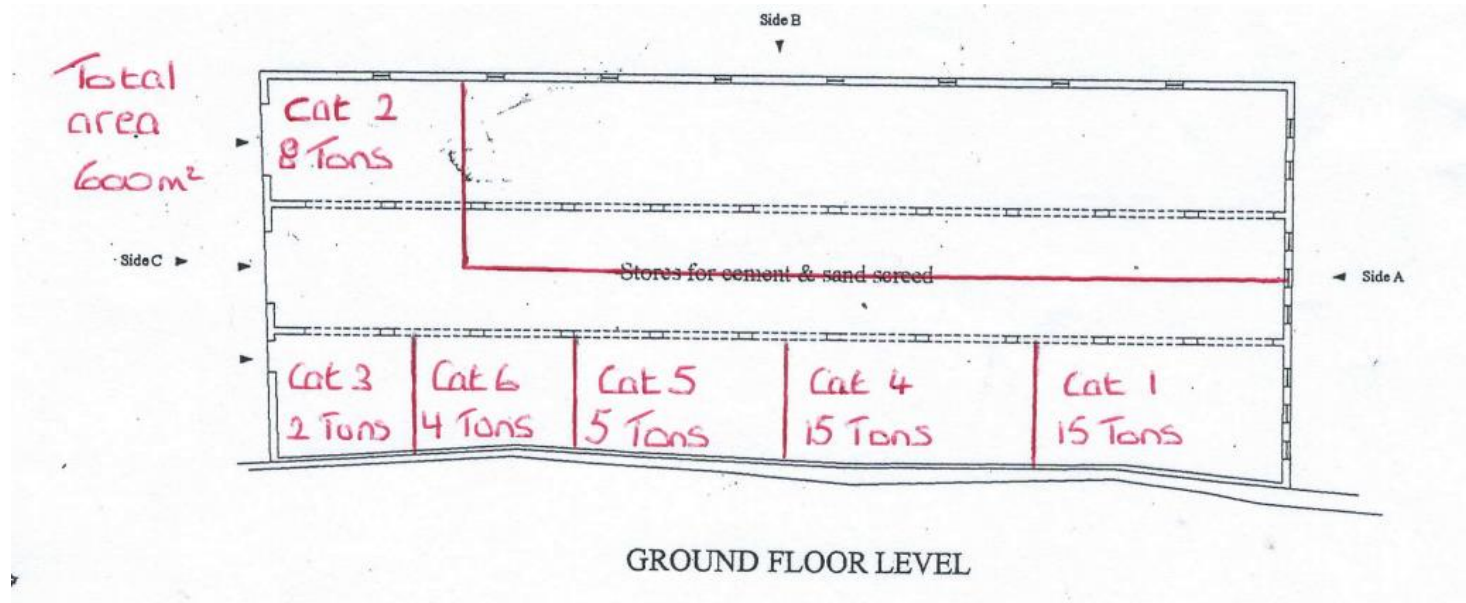 Side B
Total
area
600m²
Cat 2
8 Tons
Side C
Stores for cement & sand screed
Side A
Cat 3
2 Tons
Cat 6
4 Tons
Cat 5
5 Tons
Cat 4
15 Tons
Cat 1
15 Tons
GROUND FLOOR LEVEL